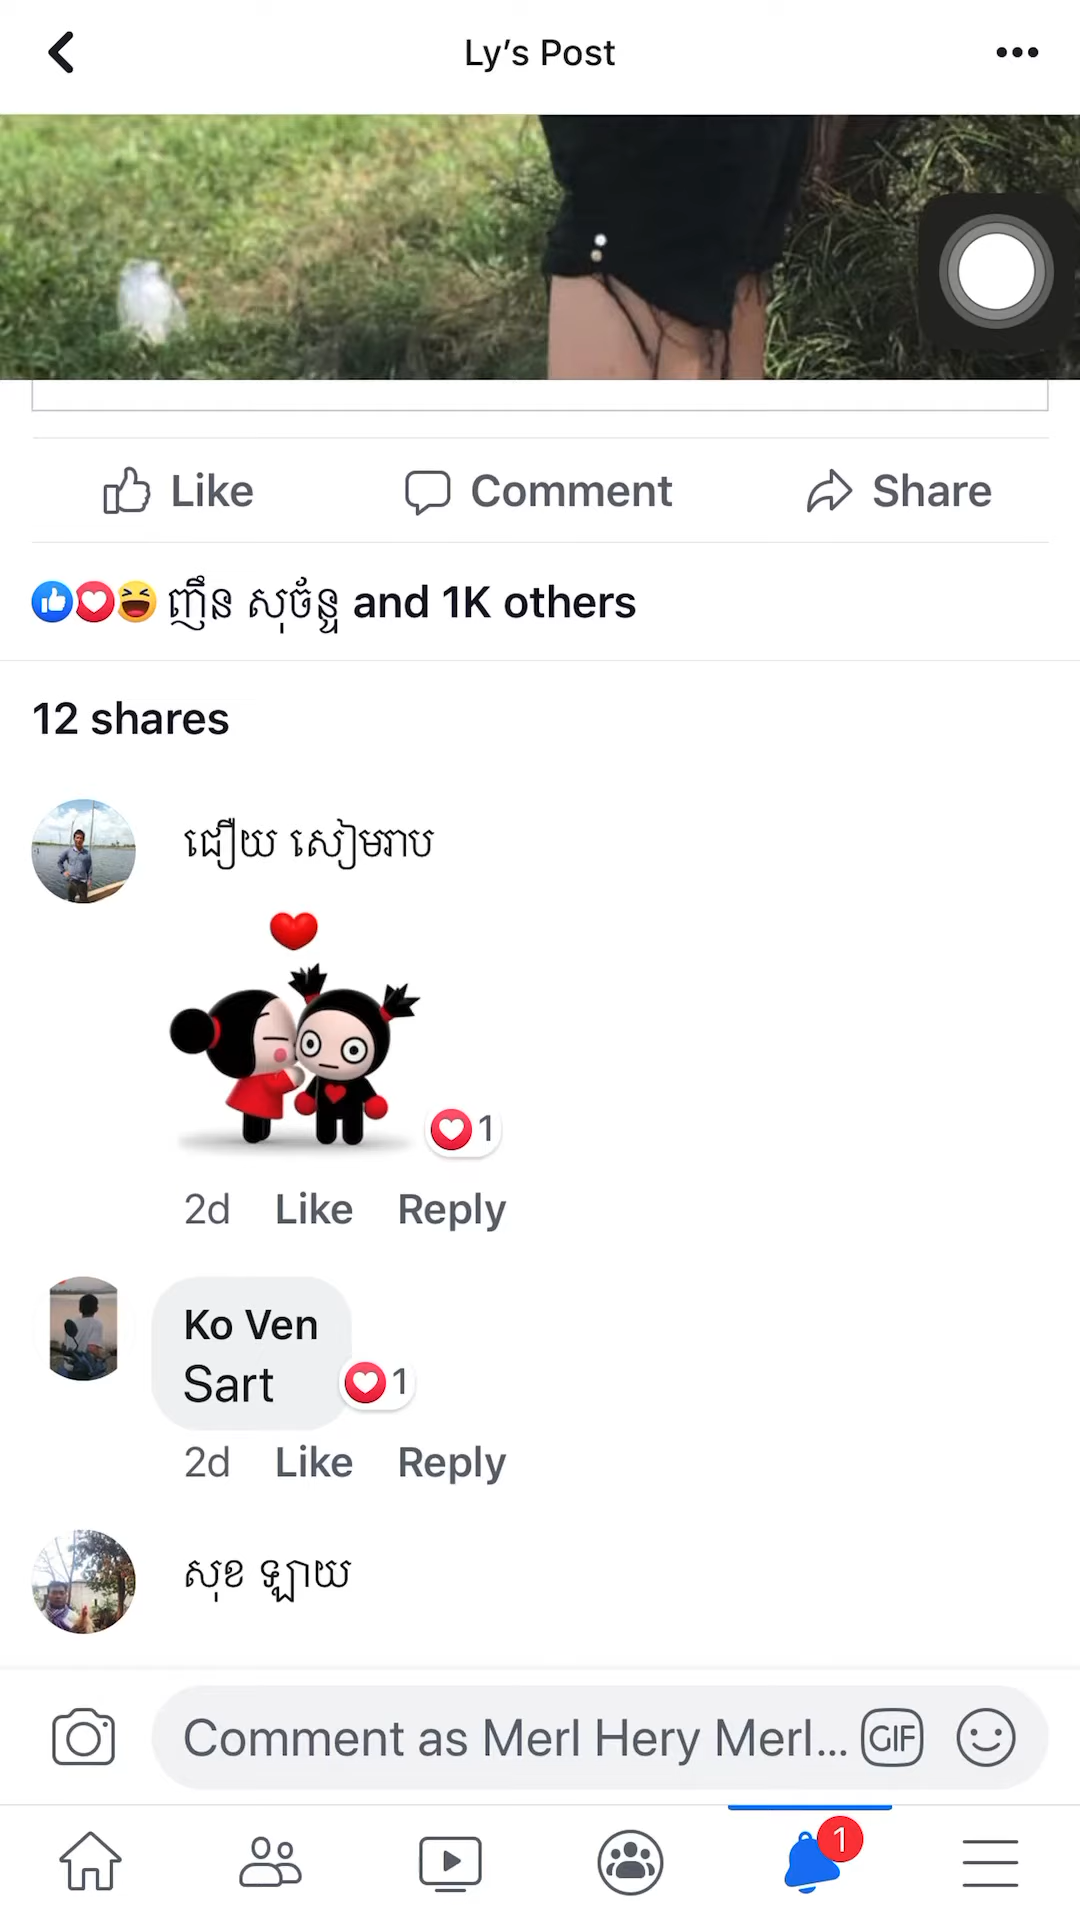 Ly's Post
Like
Comment
Share
ញឹន សុច័ន្ទ and 1K others
12 shares
ជឿយ សៀមរាប
1
2d Like Reply
Ko Ven
Sart
1
2d Like Reply
សុខ ឡាយ
Comment as Merl Hery Merl...
GIF
1